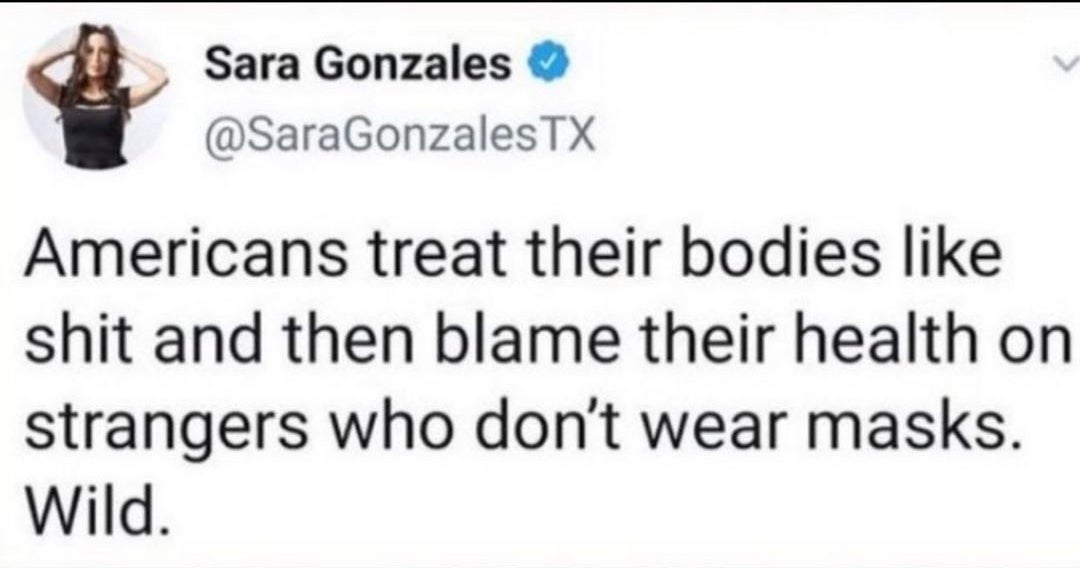 Sara Gonzales
@SaraGonzalesTX
Americans treat their bodies like
shit and then blame their health on
strangers who don't wear masks.
Wild.